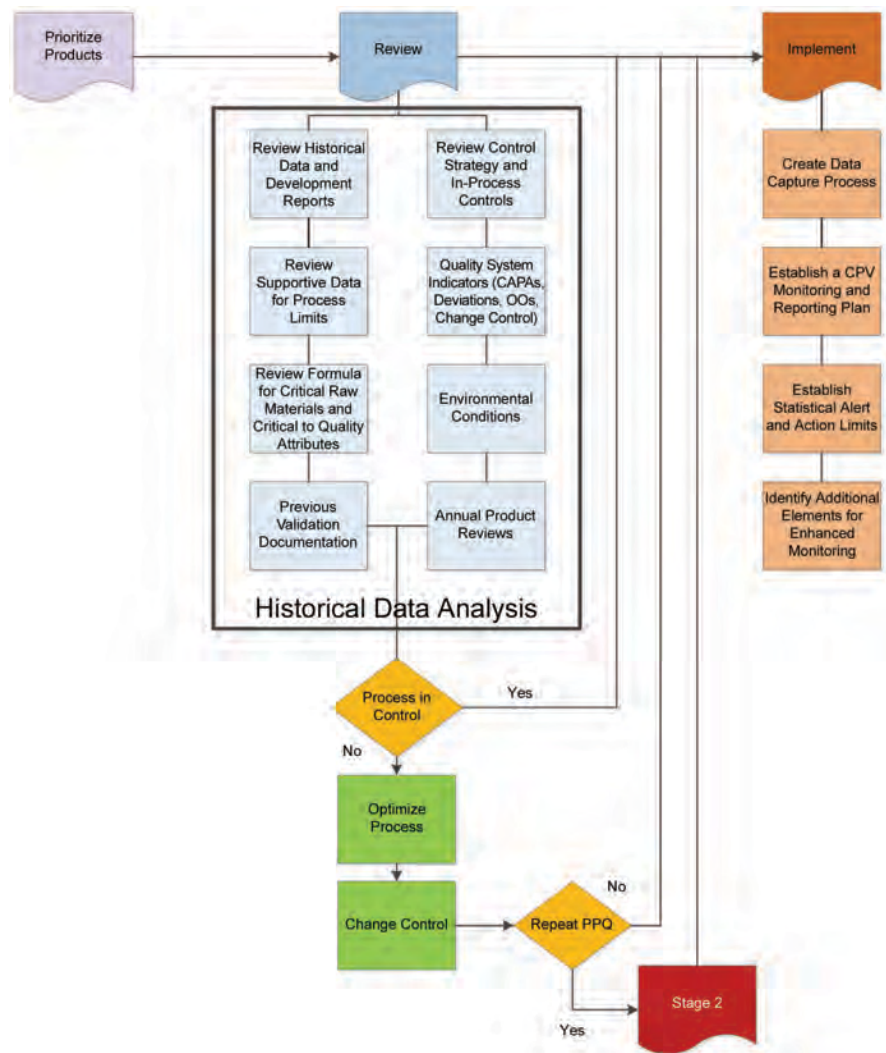 Prioritize
Products
Review
Implement
Review Historical
Data and
Development
Reports
Review Control
Strategy and
In-Process
Controls
Create Data
Capture Process
Review
Supportive Data
for Process
Limits
Quality System
Indicators (CAPAs,
Deviations, OOs,
Change Control)
Establish a CPV
Monitoring and
Reporting Plan
Review Formula
for Critical Raw
Materials and
Critical to Quality
Attributes
Environmental
Conditions
Establish
Statistical Alert
and Action Limits
Previous
Validation
Documentation
Annual Product
Reviews
Identify Additional
Elements for
Enhanced
Monitoring
Historical Data Analysis
Process in
Control
Yes
No
Optimize
Process
Change Control
Repeat PPQ
No
Yes
Stage 2